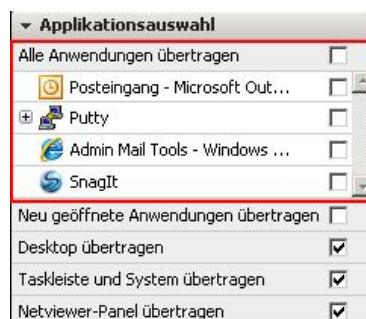 Applikationsauswahl
Alle Anwendungen übertragen
Posteingang - Microsoft Out...
Putty
Admin Mail Tools - Windows ...
SnagIt
Neu geöffnete Anwendungen übertragen
Desktop übertragen
Taskleiste und System übertragen
Netviewer-Panel übertragen